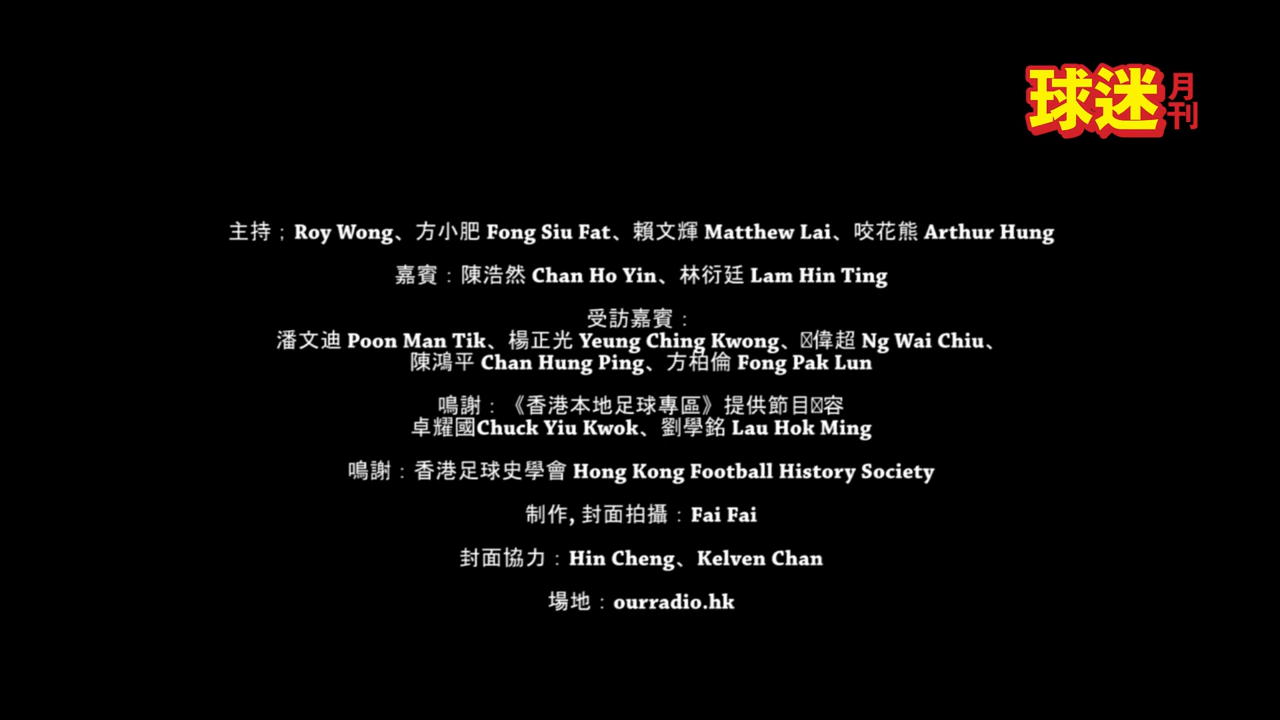 球迷月刊
主持；Roy Wong、方小肥 Fong Siu Fat、賴文輝 Matthew Lai、咬花熊 Arthur Hung
嘉賓：陳浩然 Chan Ho Yin、林衍廷 Lam Hin Ting
受訪嘉賓：
潘文迪 Poon Man Tik、楊正光 Yeung Ching Kwong、偉超 Ng Wai Chiu、
陳鴻平 Chan Hung Ping、方柏倫 Fong Pak Lun
鳴謝：《香港本地足球專區》提供節目容
卓耀國Chuck Yiu Kwok、劉學銘 Lau Hok Ming
鳴謝：香港足球史學會 Hong Kong Football History Society
制作, 封面拍攝：Fai Fai
封面協力：Hin Cheng、Kelven Chan
場地：ourradio.hk